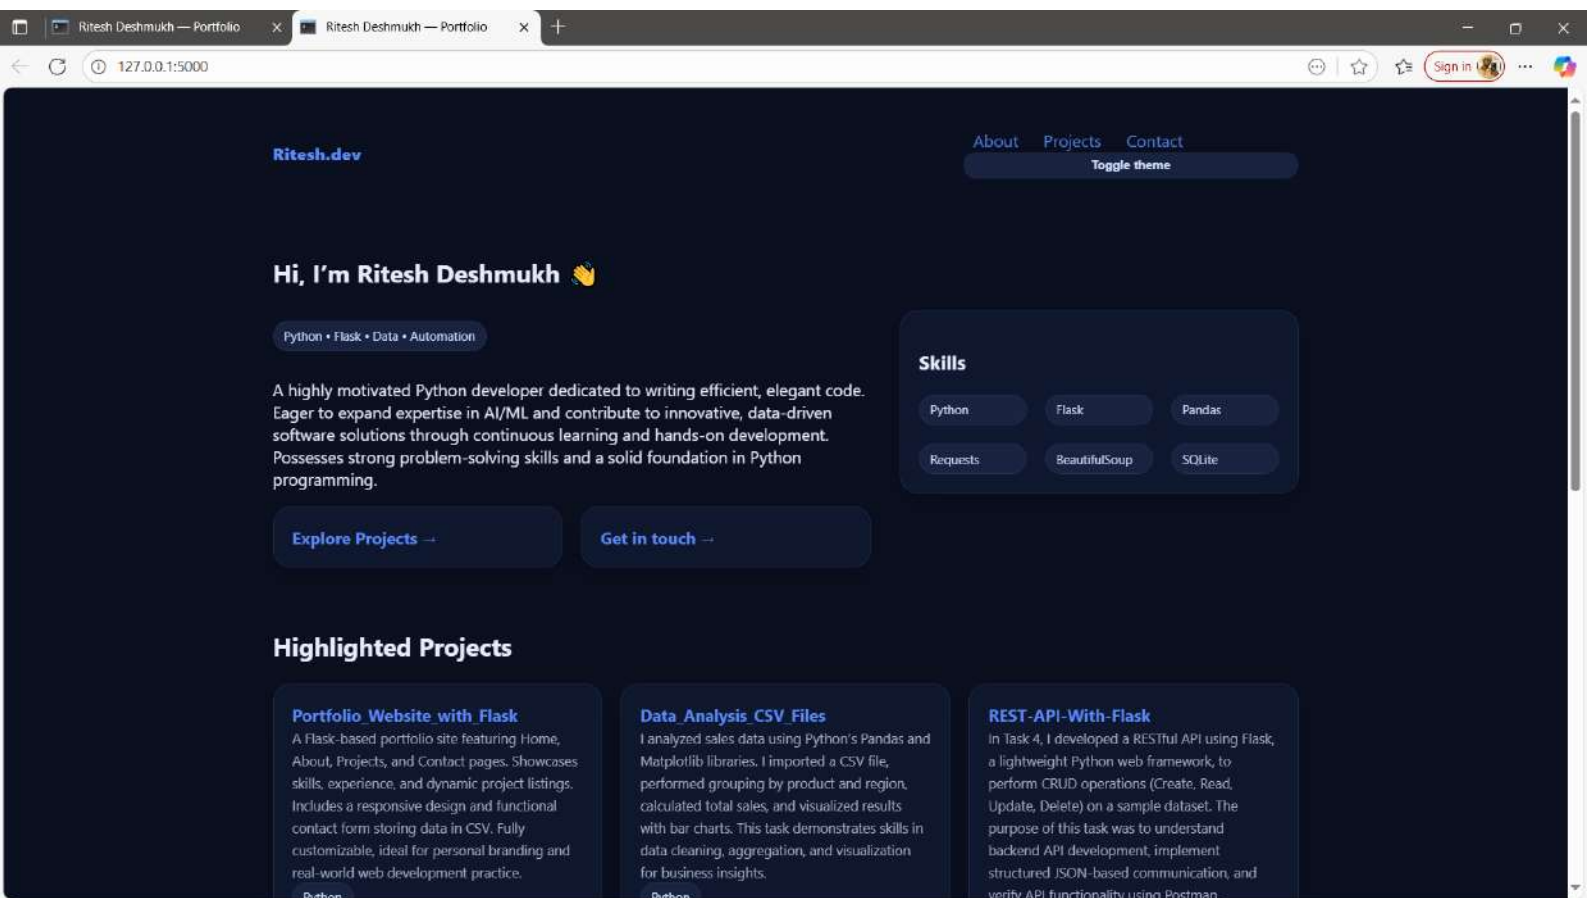 Ritesh Deshmukh — Portfolio
Ritesh Deshmukh — Portfolio
127.0.0.1:5000
Sign in
Ritesh.dev
About Projects Contact
Toggle theme
Hi, I’m Ritesh Deshmukh 👋
Python • Flask • Data • Automation
A highly motivated Python developer dedicated to writing efficient, elegant code.
Eager to expand expertise in AI/ML and contribute to innovative, data-driven
software solutions through continuous learning and hands-on development.
Possesses strong problem-solving skills and a solid foundation in Python
programming.
Explore Projects →
Get in touch →
Skills
Python Flask Pandas
Requests BeautifulSoup SQLite
Highlighted Projects
Portfolio_Website_with_Flask
A Flask-based portfolio site featuring Home,
About, Projects, and Contact pages. Showcases
skills, experience, and dynamic project listings.
Includes a responsive design and functional
contact form storing data in CSV. Fully
customizable, ideal for personal branding and
real-world web development practice.
Python
Data_Analysis_CSV_Files
I analyzed sales data using Python’s Pandas and
Matplotlib libraries. I imported a CSV file,
performed grouping by product and region,
calculated total sales, and visualized results
with bar charts. This task demonstrates skills in
data cleaning, aggregation, and visualization
for business insights.
Python
REST-API-With-Flask
In Task 4, I developed a RESTful API using Flask,
a lightweight Python web framework, to
perform CRUD operations (Create, Read,
Update, Delete) on a sample dataset. The
purpose of this task was to understand
backend API development, implement
structured JSON-based communication, and
verify API functionality using Postman